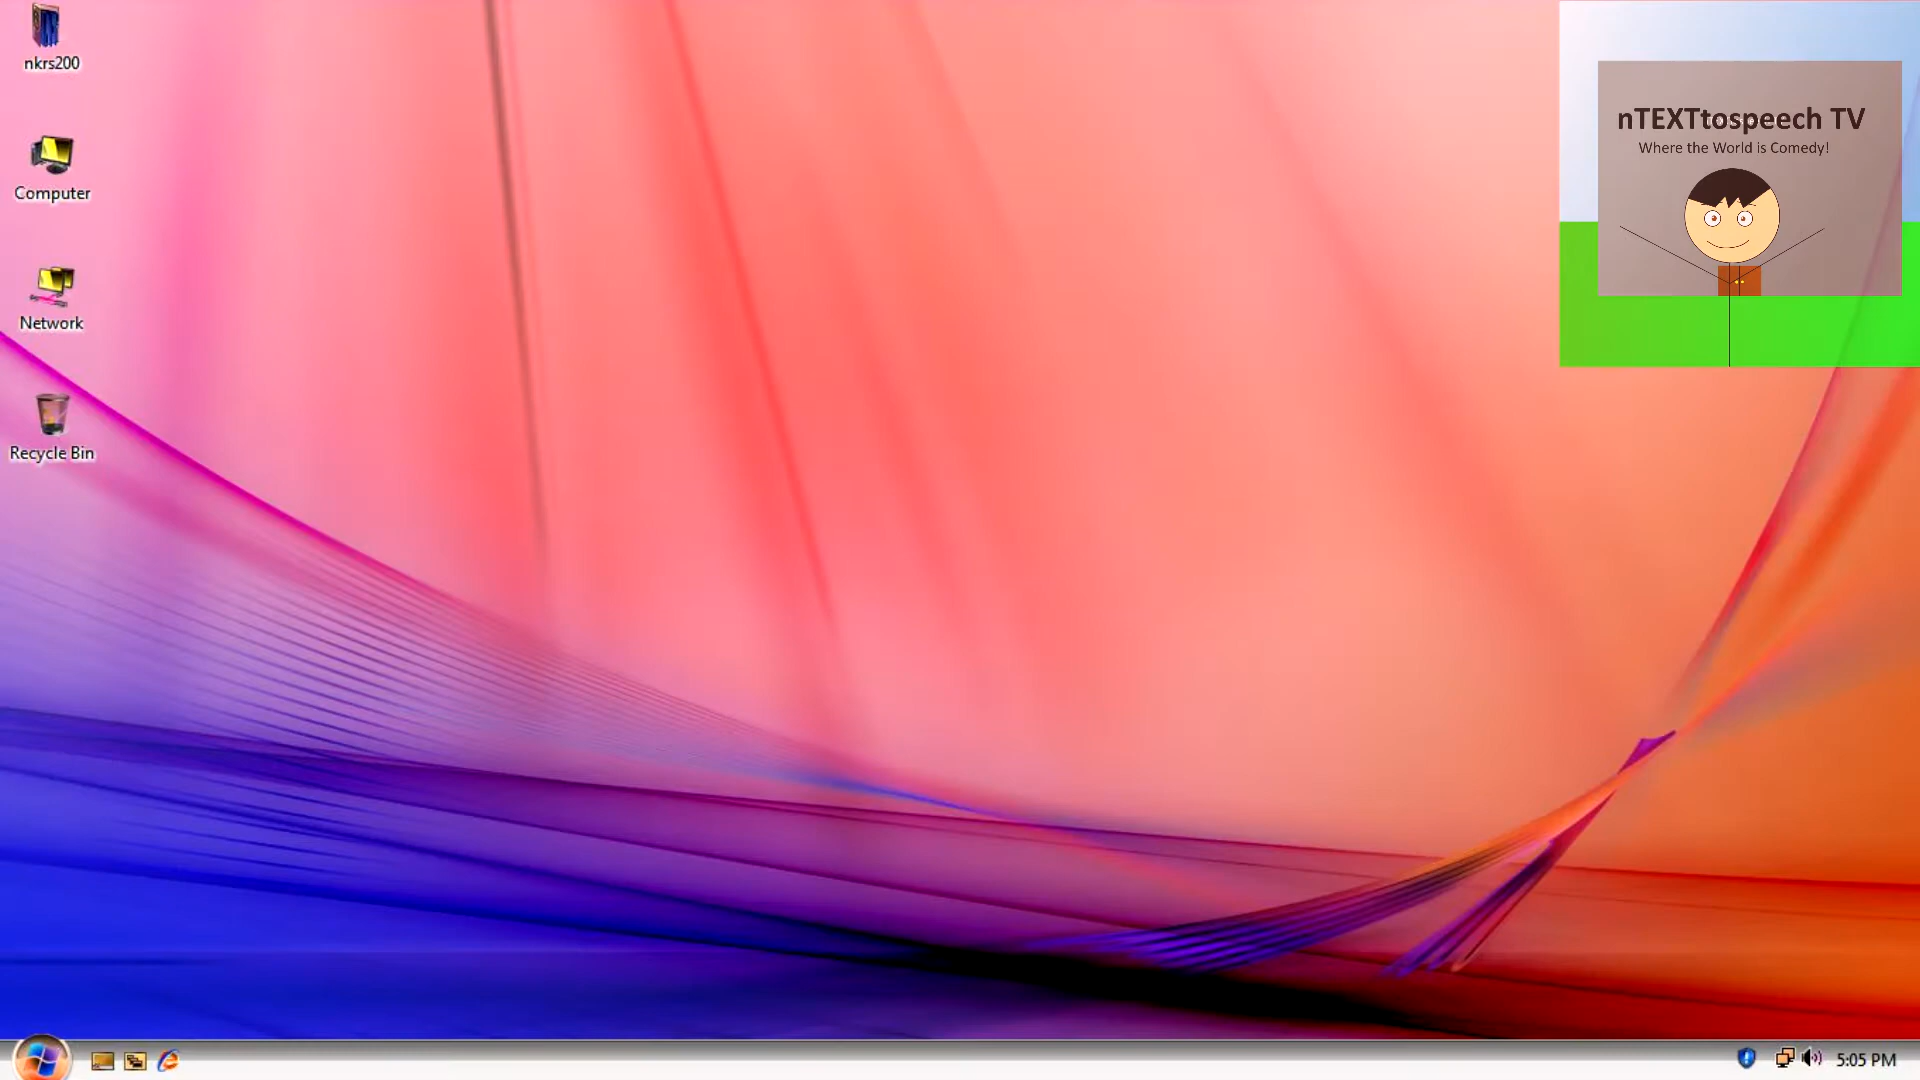 nkrs200
Computer
Network
Recycle Bin
nTEXTtospeech TV
Where the World is Comedy!
5:05 PM